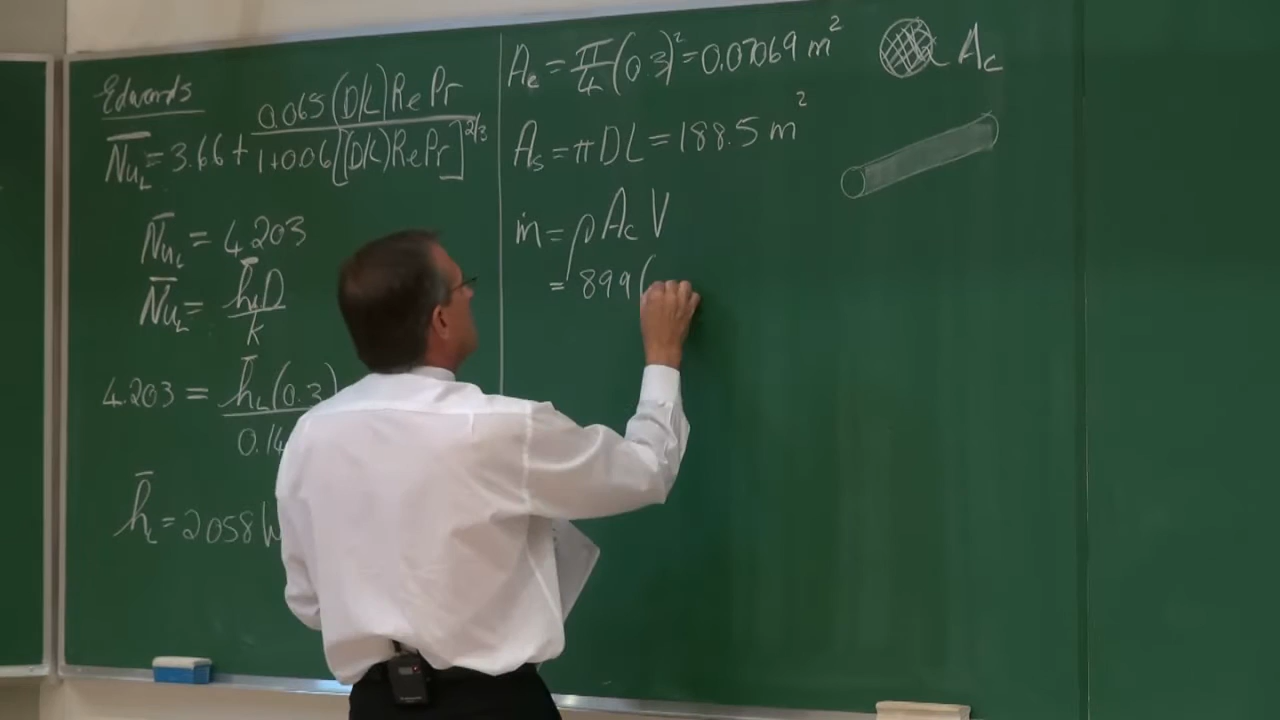 Edwards
Nu_L = 3.66 + 0.065 (D/L) Re Pr / 1+0.06[(D/L) Re Pr]^2/3
Nu_L = 4.203
Nu_L = h_L D / k
4.203 = h_L (0.3) / 0.14
h_L = 2058 W
A_c = π/4 (0.3)² = 0.07069 m²
A_s = π D L = 188.5 m²
ṁ = ρ A_c V
= 899 (
A_c